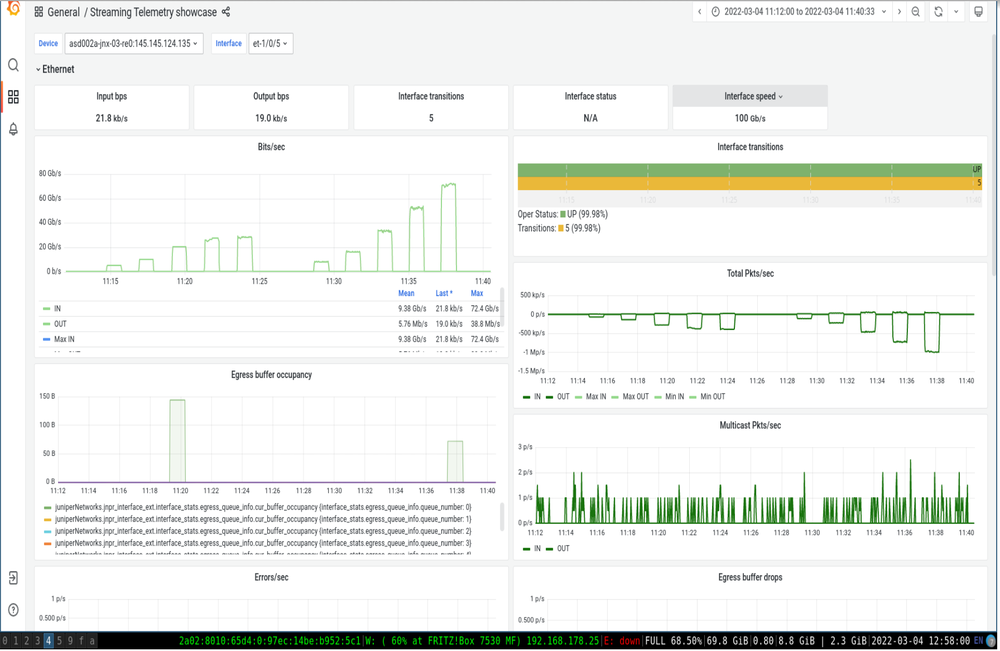 General / Streaming Telemetry showcase
2022-03-04 11:12:00 to 2022-03-04 11:40:33
Device asd002a-jnx-03-re0:145.145.124.135 Interface et-1/0/5
Ethernet
Input bps
21.8 kb/s
Output bps
19.0 kb/s
Interface transitions
5
Interface status
N/A
Interface speed
100 Gb/s
Bits/sec
80 Gb/s
60 Gb/s
40 Gb/s
20 Gb/s
0 b/s
11:15 11:20 11:25 11:30 11:35 11:40
Mean Last * Max
IN 9.38 Gb/s 21.8 kb/s 72.4 Gb/s
OUT 5.76 Mb/s 19.0 kb/s 38.8 Mb/s
Max IN 9.38 Gb/s 21.8 kb/s 72.4 Gb/s
Interface transitions
UP
5
11:15 11:20 11:25 11:30 11:35 11:40
Oper Status: UP (99.98%)
Transitions: 5 (99.98%)
Total Pkts/sec
500 kp/s
0 p/s
-500 kp/s
-1 Mp/s
-1.5 Mp/s
11:12 11:14 11:16 11:18 11:20 11:22 11:24 11:26 11:28 11:30 11:32 11:34 11:36 11:38 11:40
IN OUT Max IN Max OUT Min IN Min OUT
Egress buffer occupancy
150 B
100 B
50 B
0 B
11:12 11:14 11:16 11:18 11:20 11:22 11:24 11:26 11:28 11:30 11:32 11:34 11:36 11:38 11:40
juniperNetworks.jnpr_interface_ext.interface_stats.egress_queue_info.cur_buffer_occupancy {interface_stats.egress_queue_info.queue_number: 0}
juniperNetworks.jnpr_interface_ext.interface_stats.egress_queue_info.cur_buffer_occupancy {interface_stats.egress_queue_info.queue_number: 1}
juniperNetworks.jnpr_interface_ext.interface_stats.egress_queue_info.cur_buffer_occupancy {interface_stats.egress_queue_info.queue_number: 2}
juniperNetworks.jnpr_interface_ext.interface_stats.egress_queue_info.cur_buffer_occupancy {interface_stats.egress_queue_info.queue_number: 3}
juniperNetworks.jnpr_interface_ext.interface_stats.egress_queue_info.cur_buffer_occupancy {interface_stats.egress_queue_info.queue_number: 4}
Multicast Pkts/sec
3 p/s
2 p/s
1 p/s
0 p/s
11:12 11:14 11:16 11:18 11:20 11:22 11:24 11:26 11:28 11:30 11:32 11:34 11:36 11:38 11:40
IN OUT
Errors/sec
1 p/s
0.500 p/s
Egress buffer drops
1 p/s
0.500 p/s
0 1 2 3 4 5 9 f a 2a02:8010:65d4:0:97ec:14be:b952:5c1|W: ( 60% at FRITZ!Box 7530 MF) 192.168.178.25|E: down|FULL 68.50%|69.8 GiB|0.80|8.8 GiB | 2.3 GiB|2022-03-04 12:58:00 EN